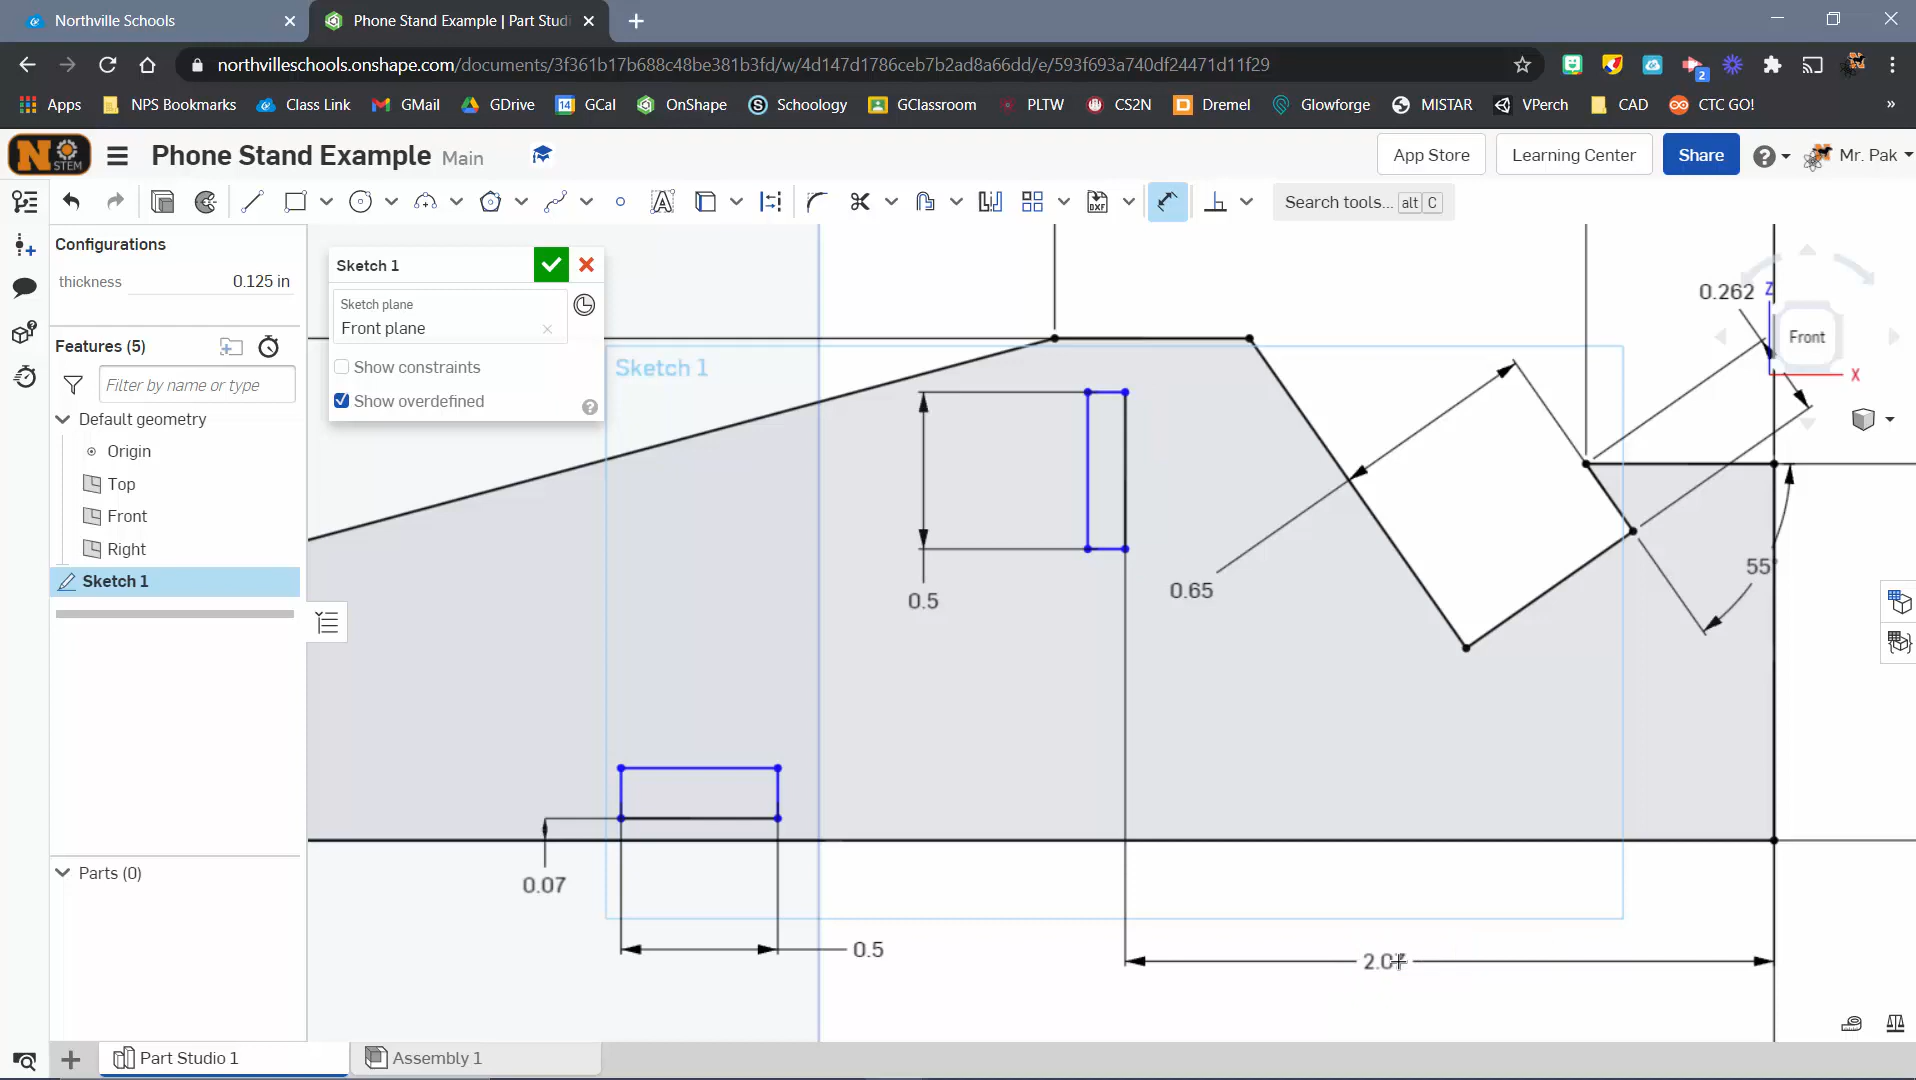 Northville Schools
Phone Stand Example | Part Studi
northvilleschools.onshape.com/documents/3f361b17b688c48be381b3fd/w/4d147d1786ceb7b2ad8a66dd/e/593f693a740df24471d11f29
2
Apps NPS Bookmarks Class Link GMail GDrive 14 GCal OnShape Schoology GClassroom PLTW CS2N Dremel Glowforge MISTAR VPerch CAD CTC GO! »
N STEM Phone Stand Example Main App Store Learning Center Share Mr. Pak
Search tools... alt C
Configurations
thickness 0.125 in
Features (5)
Filter by name or type
Default geometry
Origin
Top
Front
Right
Sketch 1
Parts (0)
Sketch 1
Sketch plane
Front plane
Show constraints
Show overdefined
Sketch 1
0.262
Z
Front
X
55°
0.65
0.5
0.07
0.5
Part Studio 1
Assembly 1